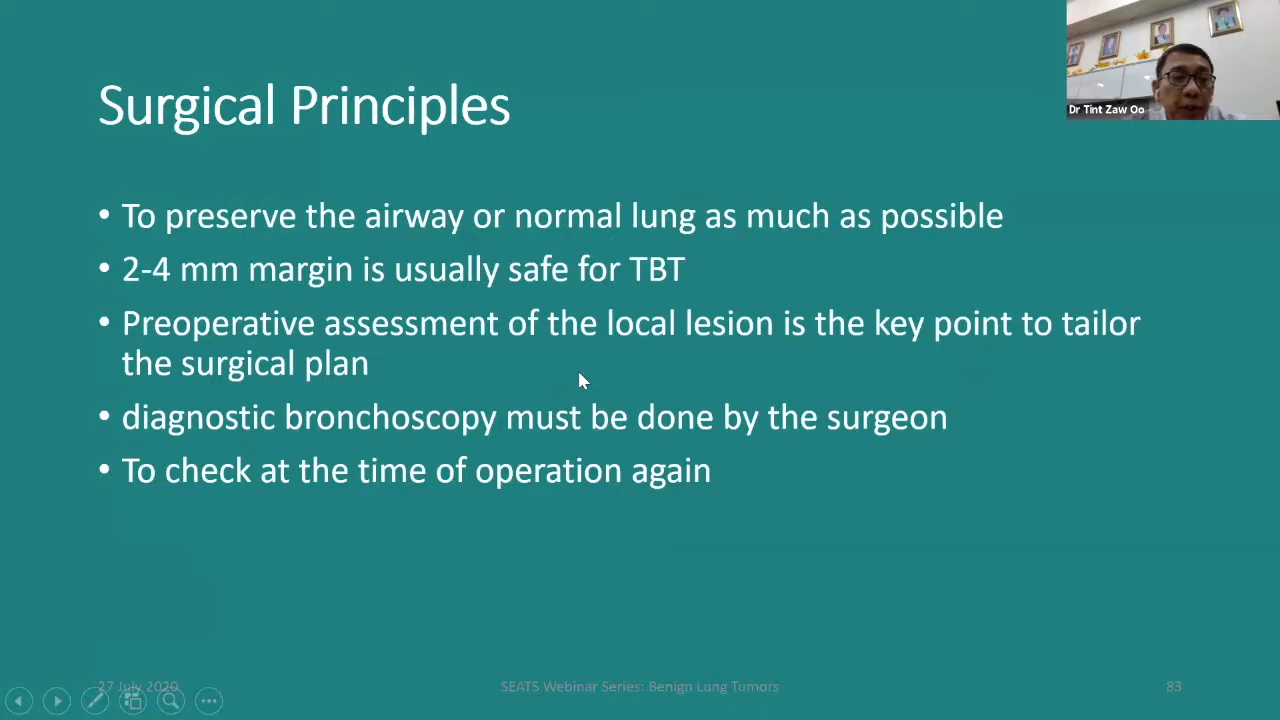 Dr Tint Zaw Oo
Surgical Principles
• To preserve the airway or normal lung as much as possible
• 2-4 mm margin is usually safe for TBT
• Preoperative assessment of the local lesion is the key point to tailor
the surgical plan
• diagnostic bronchoscopy must be done by the surgeon
• To check at the time of operation again
27 July 2020
SEATS Webinar Series: Benign Lung Tumors
83